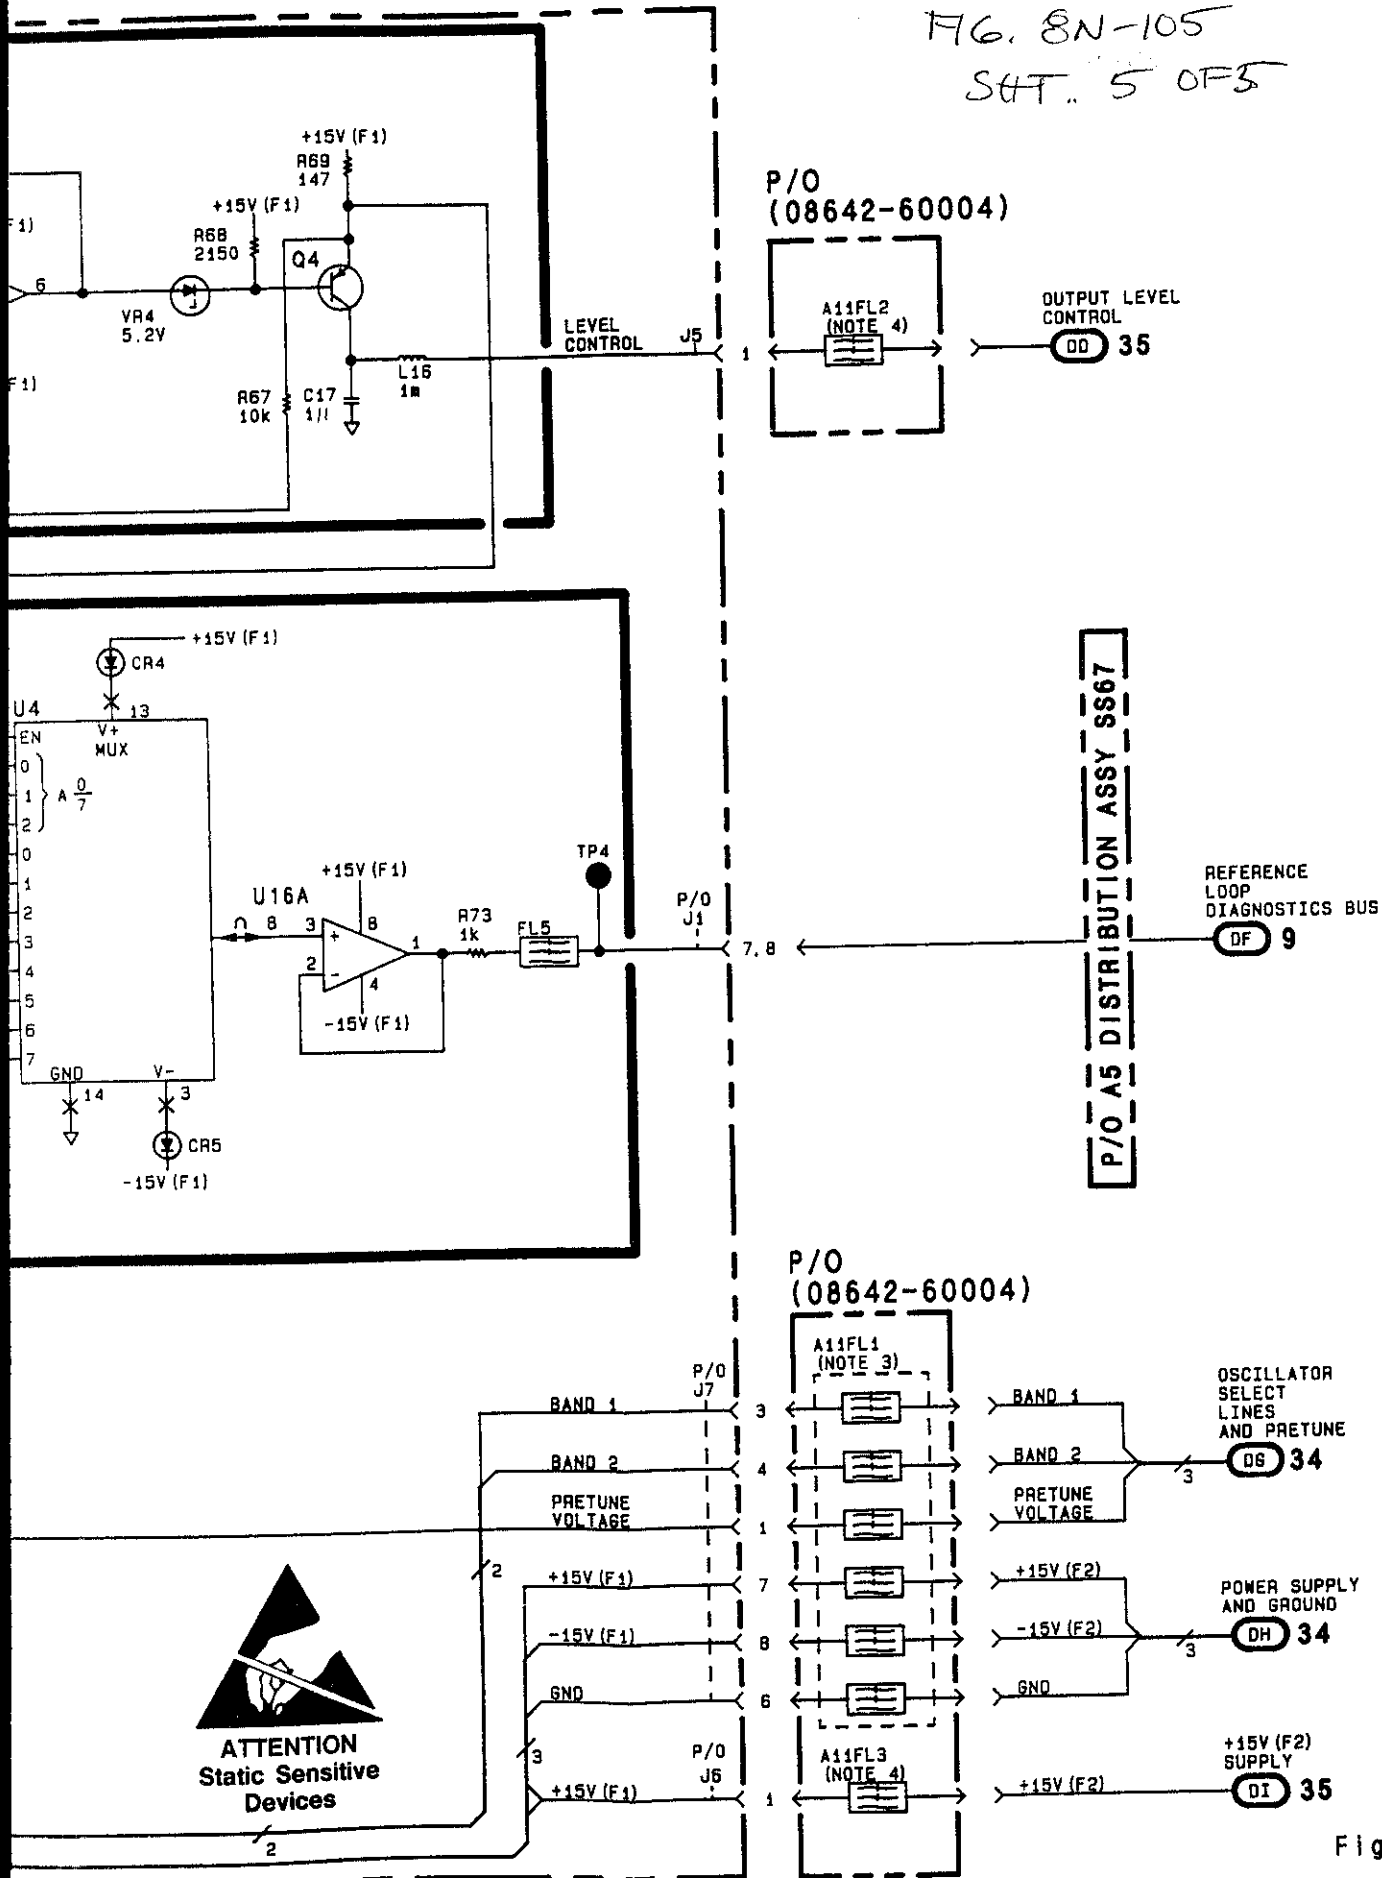 FIG. 8N-105
SHT. 5 OF 5
+15V (F1)
R69
147
P/O
(08642-60004)
+15V (F1)
F1)
R68
2150
Q4
6
VR4
5.2V
A11FL2
(NOTE 4)
OUTPUT LEVEL
CONTROL
DD 35
LEVEL
CONTROL
J5
1
L16
1m
F1)
R67
10k
C17
1μ
+15V (F1)
CR4
U4
13
V+
MUX
EN
0
1
2
A 0/7
0
1
2
3
4
5
6
7
GND
14
V-
3
CR5
-15V (F1)
∩ 8
U16A
+15V (F1)
3
+
8
1
2
-
4
-15V (F1)
R73
1k
FL5
TP4
P/O
J1
7,8
P/O A5 DISTRIBUTION ASSY SS67
REFERENCE
LOOP
DIAGNOSTICS BUS
DF 9
P/O
(08642-60004)
A11FL1
(NOTE 3)
P/O
J7
BAND 1
3
BAND 1
OSCILLATOR
SELECT
LINES
AND PRETUNE
DG 34
3
BAND 2
4
BAND 2
PRETUNE
VOLTAGE
1
PRETUNE
VOLTAGE
2
+15V (F1)
7
+15V (F2)
POWER SUPPLY
AND GROUND
DH 34
3
-15V (F1)
8
-15V (F2)
GND
6
GND
ATTENTION
Static Sensitive
Devices
3
P/O
J6
A11FL3
(NOTE 4)
+15V (F2)
SUPPLY
DI 35
+15V (F1)
1
+15V (F2)
2
Fig